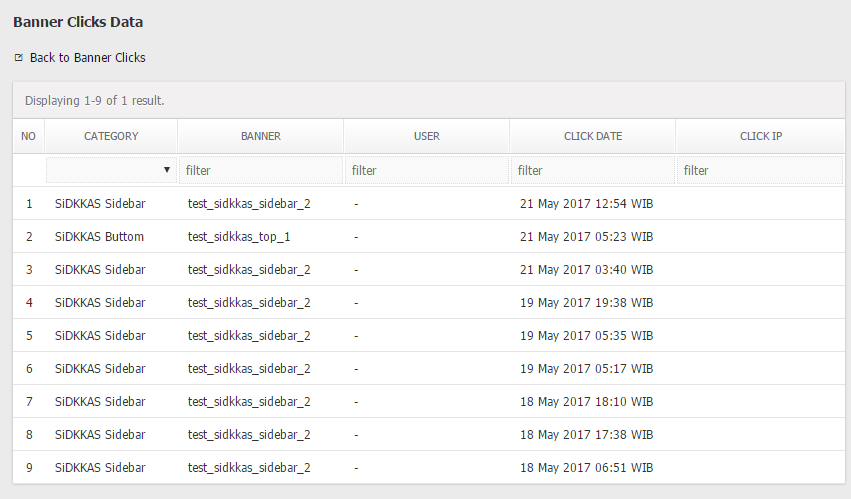 Banner Clicks Data
Back to Banner Clicks
Displaying 1-9 of 1 result.
NO CATEGORY BANNER USER CLICK DATE CLICK IP
filter filter filter filter
1 SiDKKAS Sidebar test_sidkkas_sidebar_2 - 21 May 2017 12:54 WIB
2 SiDKKAS Buttom test_sidkkas_top_1 - 21 May 2017 05:23 WIB
3 SiDKKAS Sidebar test_sidkkas_sidebar_2 - 21 May 2017 03:40 WIB
4 SiDKKAS Sidebar test_sidkkas_sidebar_2 - 19 May 2017 19:38 WIB
5 SiDKKAS Sidebar test_sidkkas_sidebar_2 - 19 May 2017 05:35 WIB
6 SiDKKAS Sidebar test_sidkkas_sidebar_2 - 19 May 2017 05:17 WIB
7 SiDKKAS Sidebar test_sidkkas_sidebar_2 - 18 May 2017 18:10 WIB
8 SiDKKAS Sidebar test_sidkkas_sidebar_2 - 18 May 2017 17:38 WIB
9 SiDKKAS Sidebar test_sidkkas_sidebar_2 - 18 May 2017 06:51 WIB